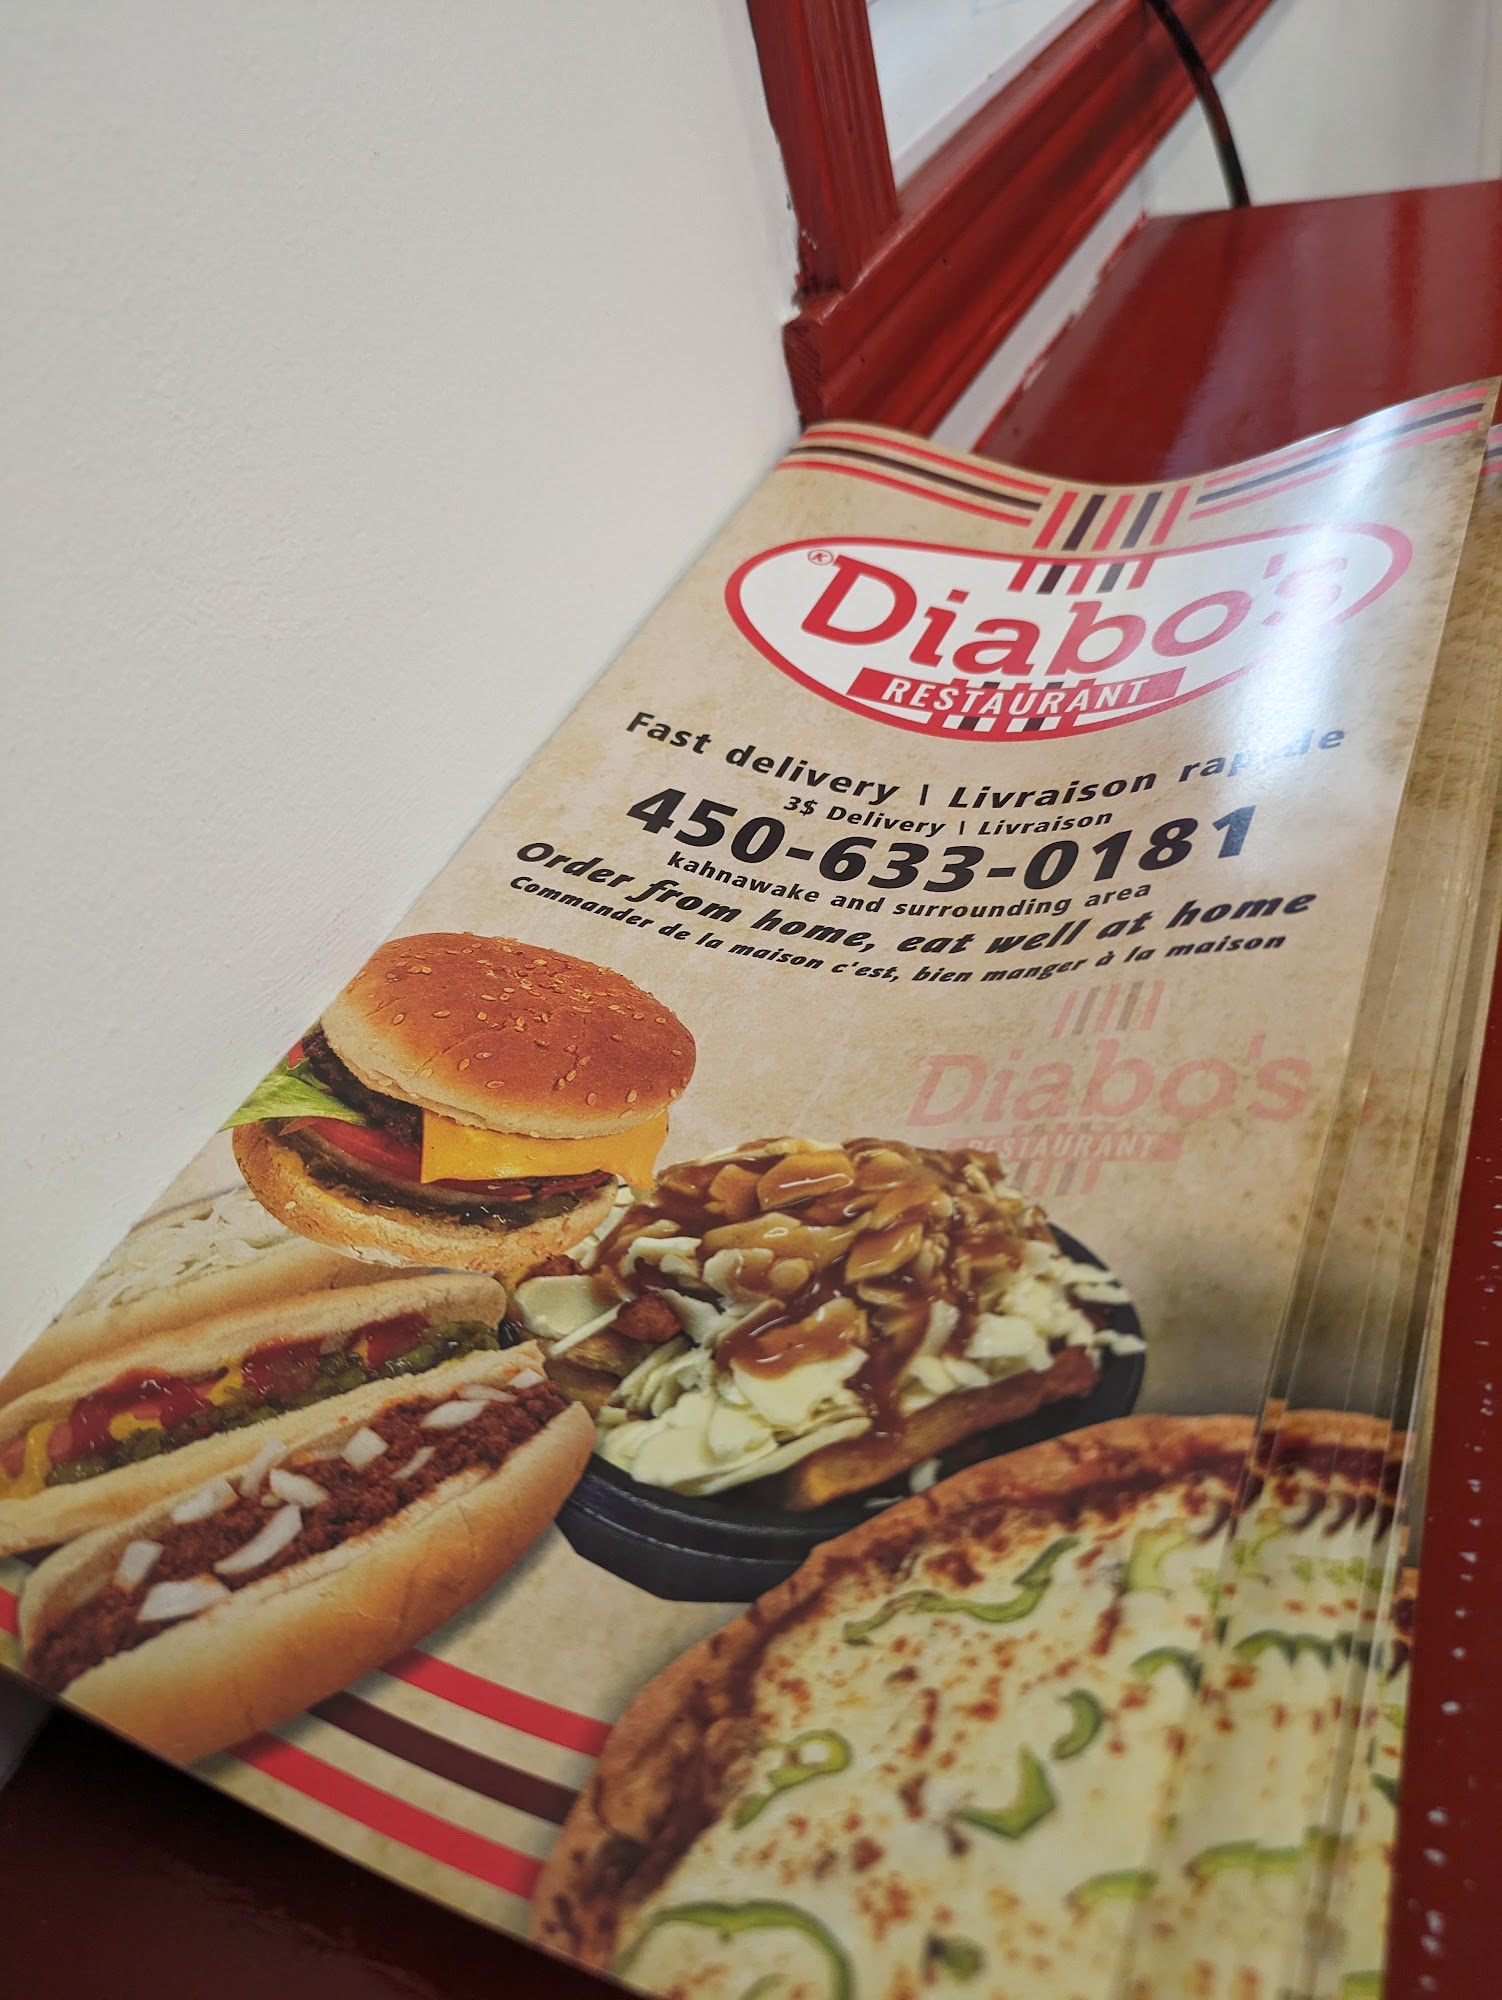 Diabo's
RESTAURANT
Fast delivery | Livraison rapide
3$ Delivery | Livraison
450-633-0181
kahnawake and surrounding area
Order from home, eat well at home
Commander de la maison c'est, bien manger à la maison
Diabo's
RESTAURANT